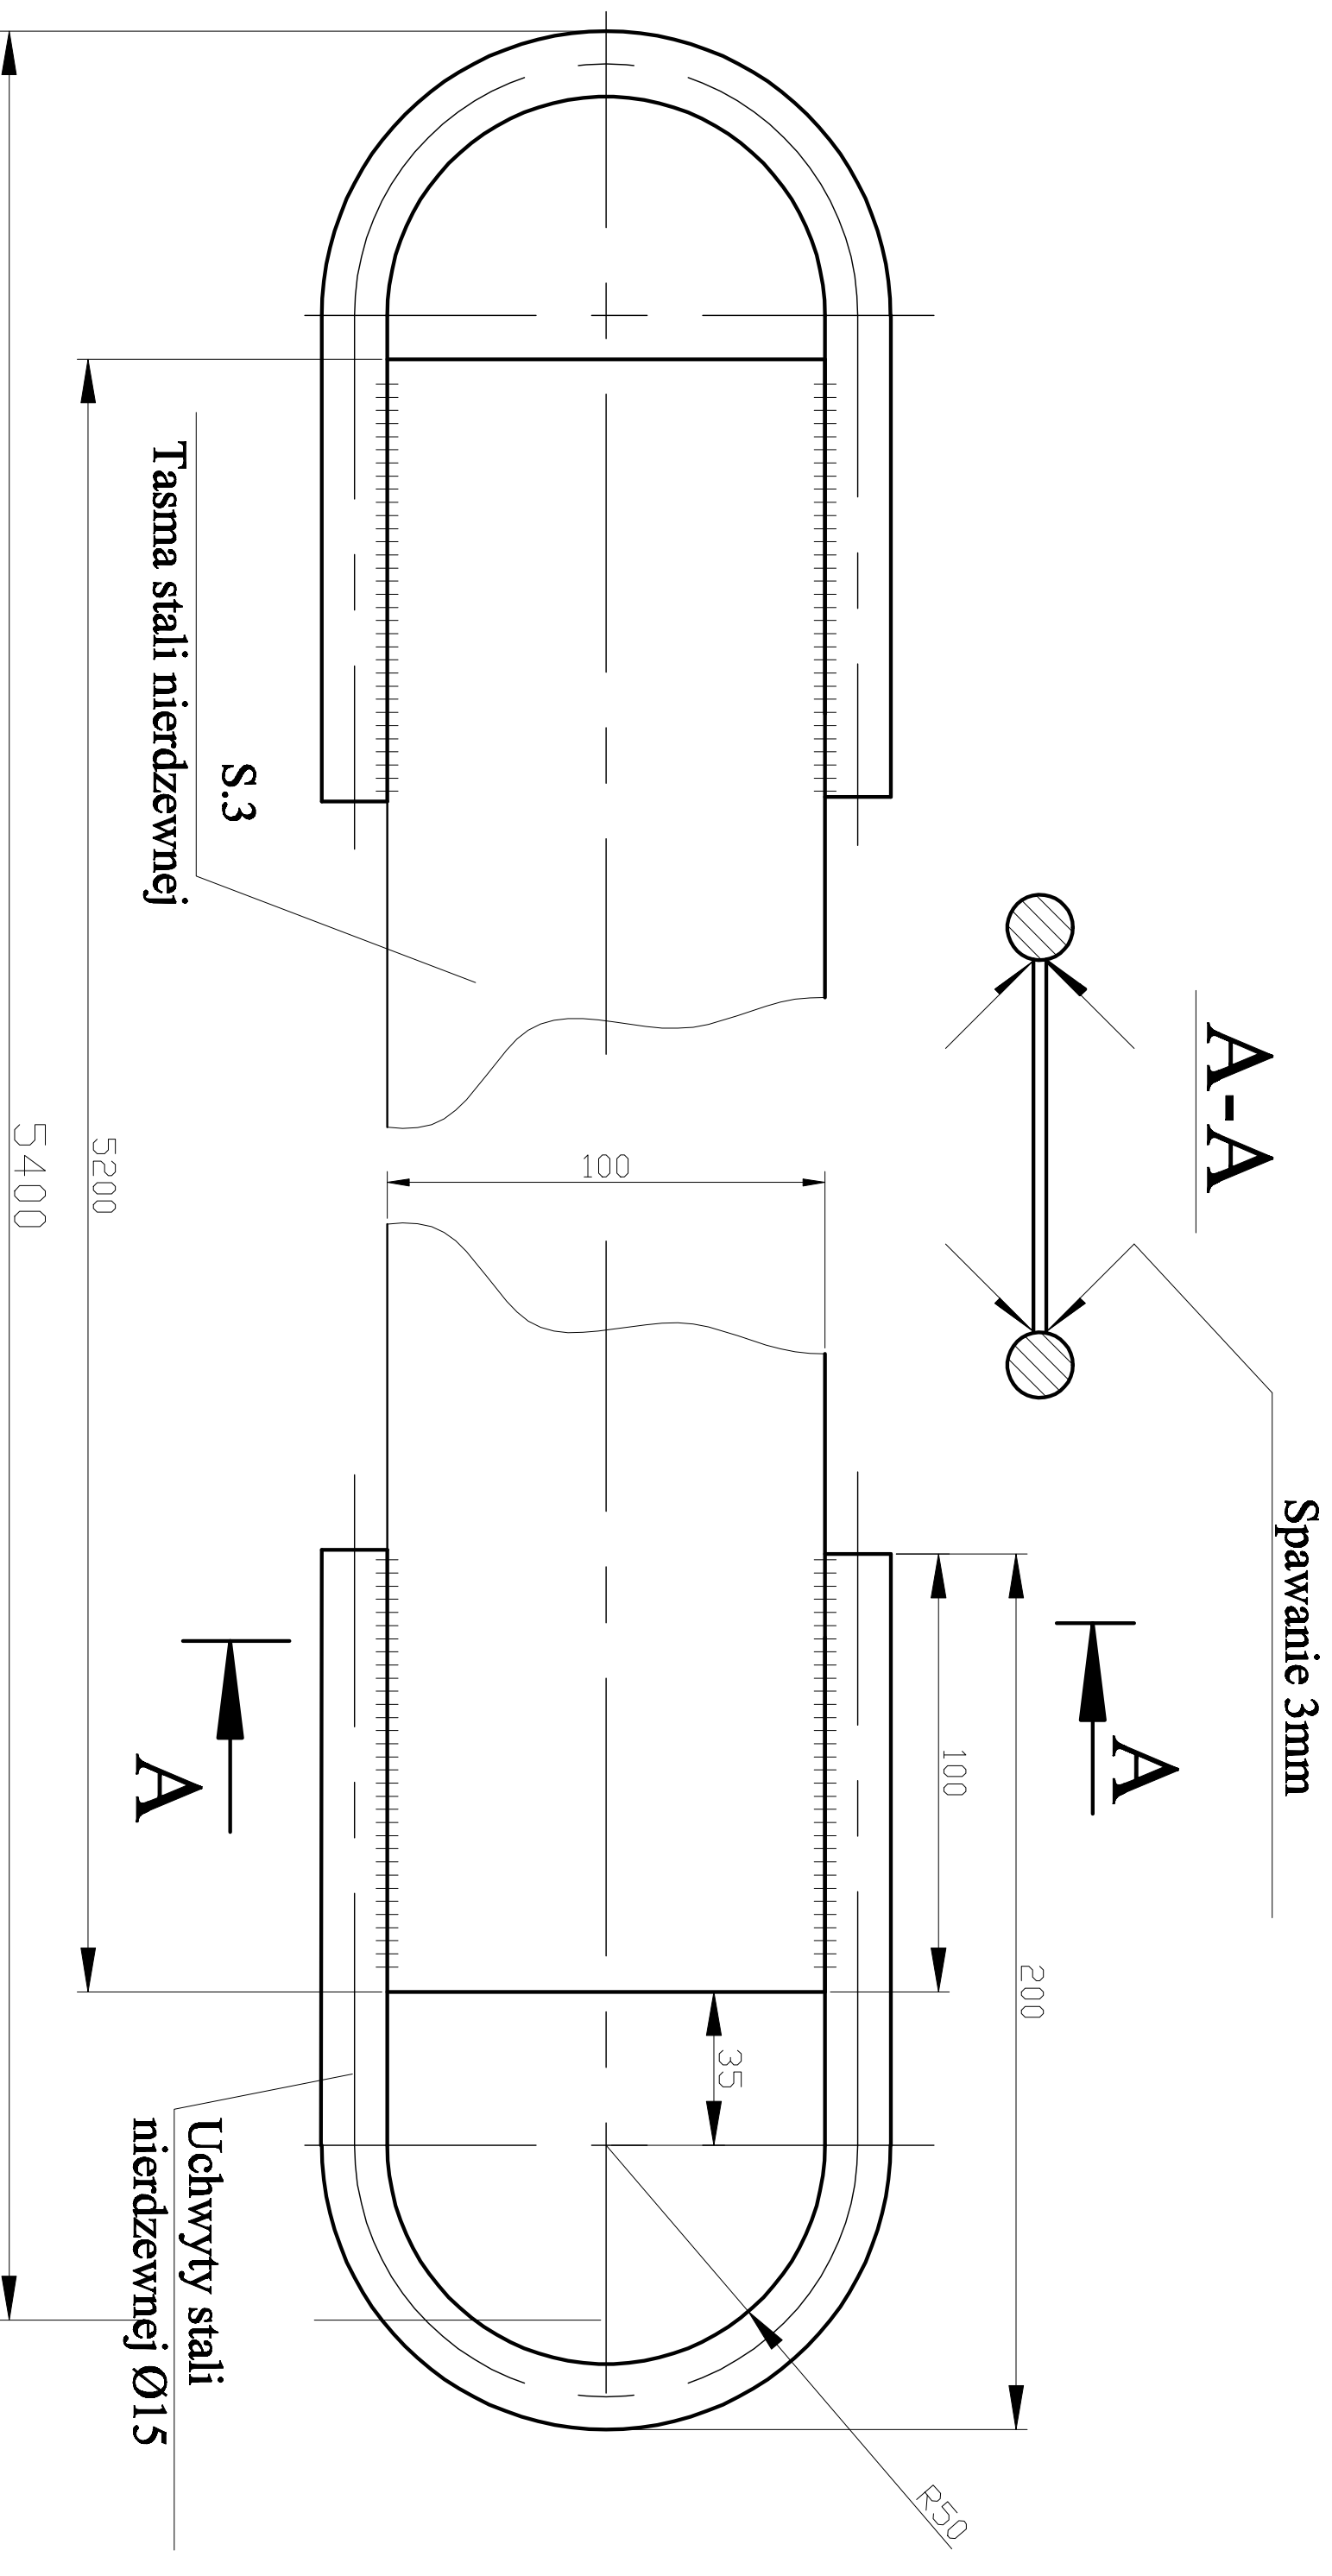 A-A
Spawanie 3mm
A
A
100
200
35
100
R50
S.3
Tasma stali nierdzewnej
Uchwyty stali
nierdzewnej Ø15
5200
5400